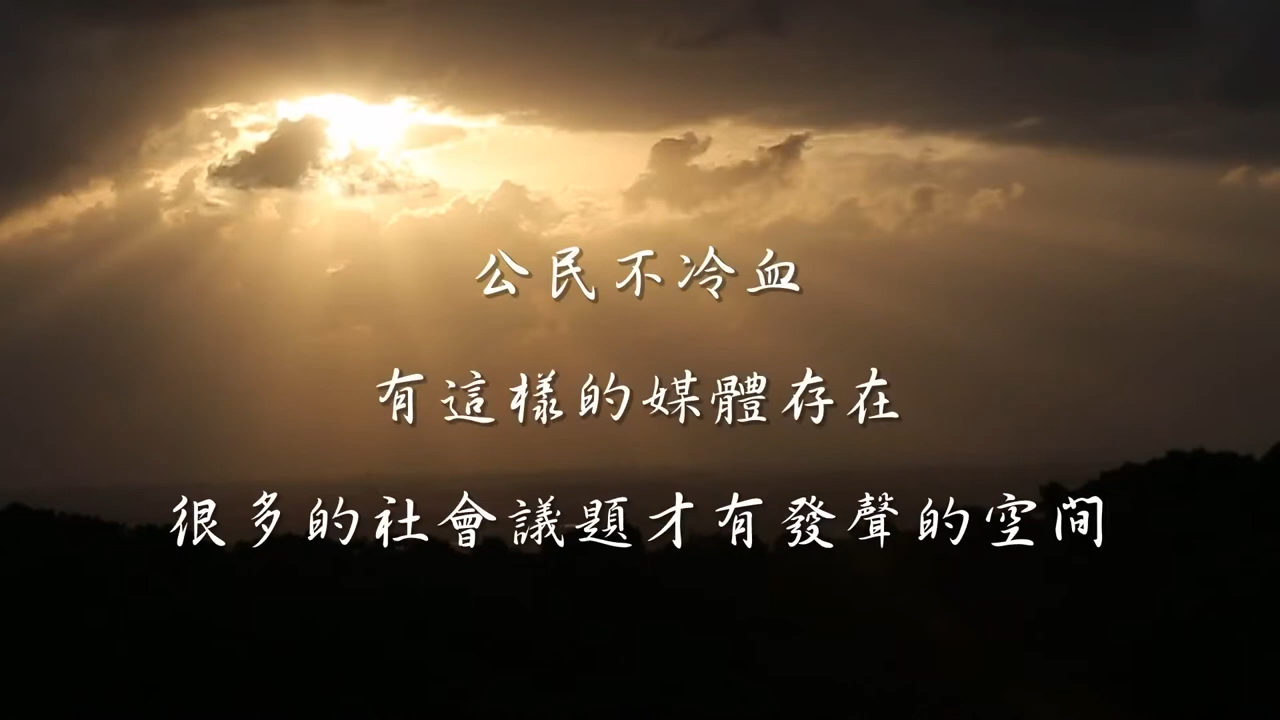 公民不冷血
有這樣的媒體存在
很多的社會議題才有發聲的空間